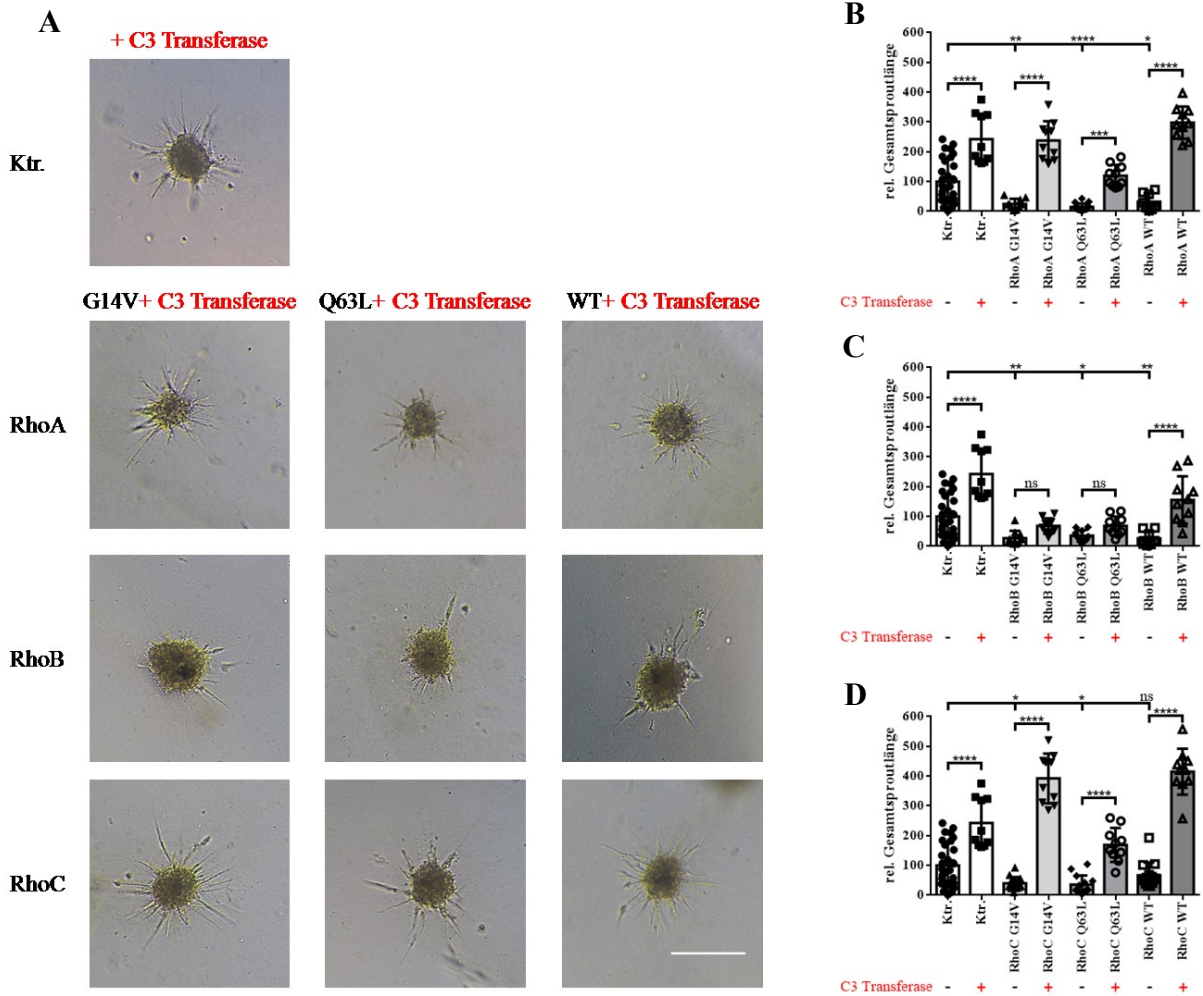 A
+ C3 Transferase
Ktr.
G14V+ C3 Transferase
Q63L+ C3 Transferase
WT+ C3 Transferase
RhoA
RhoB
RhoC
B
rel. Gesamtsproutlänge
600
500
400
300
200
100
0
**
****
*
****
****
***
****
Ktr.
Ktr.
RhoA G14V
RhoA G14V
RhoA Q63L
RhoA Q63L
RhoA WT
RhoA WT
C3 Transferase - + - + - + - +
C
rel. Gesamtsproutlänge
600
500
400
300
200
100
0
**
*
**
****
ns
ns
****
Ktr.
Ktr.
RhoB G14V
RhoB G14V
RhoB Q63L
RhoB Q63L
RhoB WT
RhoB WT
C3 Transferase - + - + - + - +
D
rel. Gesamtsproutlänge
600
500
400
300
200
100
0
*
*
ns
****
****
****
****
Ktr.
Ktr.
RhoC G14V
RhoC G14V
RhoC Q63L
RhoC Q63L
RhoC WT
RhoC WT
C3 Transferase - + - + - + - +